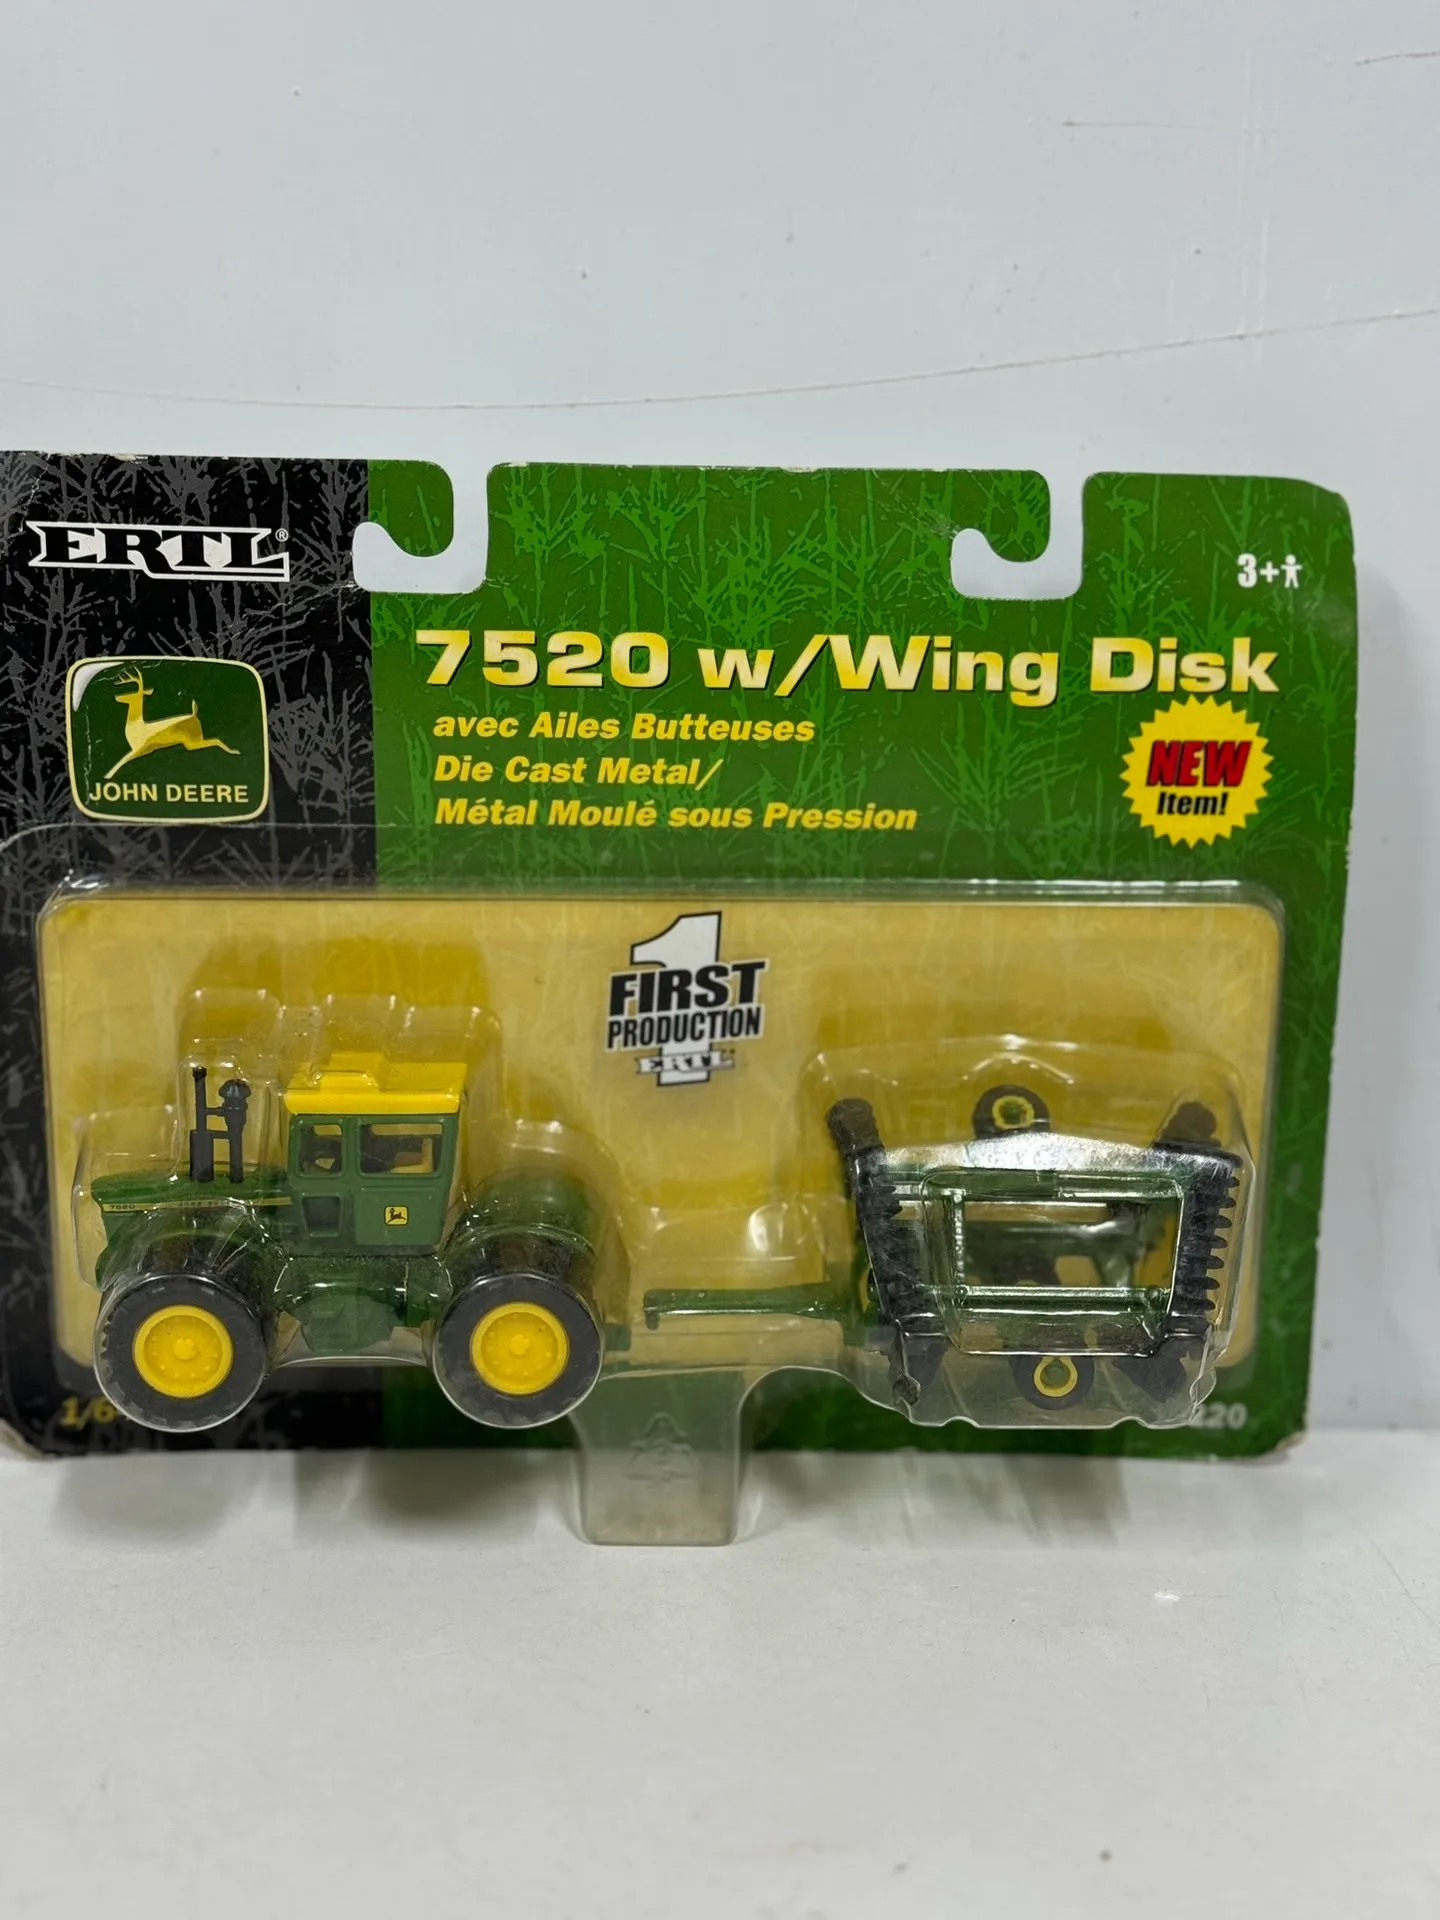 ERTL®
3+
7520 w/Wing Disk
avec Ailes Butteuses
Die Cast Metal/
Métal Moulé sous Pression
NEW
Item!
JOHN DEERE
1
FIRST
PRODUCTION
ERTL
7520